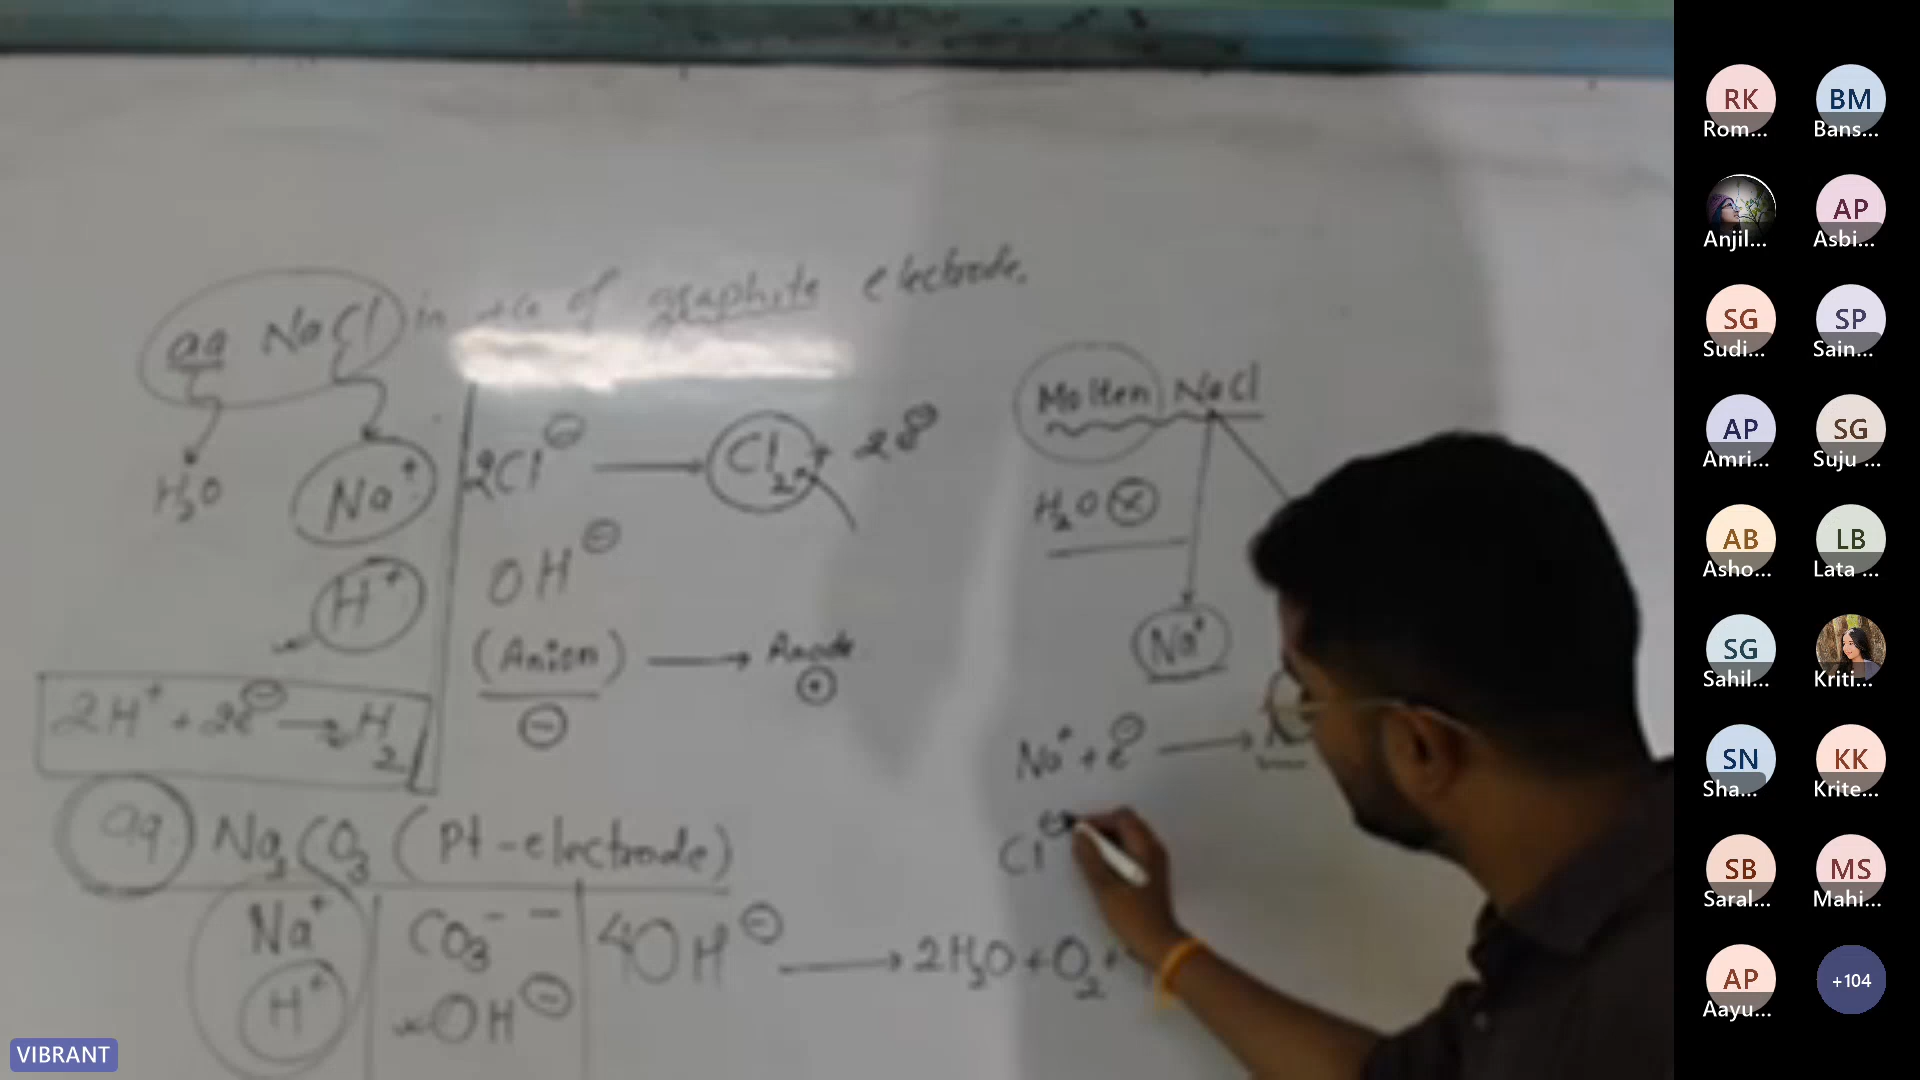 aq NaCl in of graphite electrode.
H₂O
Na⁺
H⁺
2H⁺ + 2e⊖ → H₂
2Cl⊖ → Cl₂ + 2e⊖
OH⊖
(Anion) → Anode
⊖ ⊕
Molten NaCl
H₂O ⊗
Na⁺
Na⁺ + e⊖ →
Cl⊖
aq Na₂CO₃ (Pt-electrode)
Na⁺ CO₃⁻⁻ 4OH⊖ → 2H₂O + O₂ +
H⁺ OH⊖
VIBRANT
RK BM
Rom... Bans...
AP
Anjil... Asbi...
SG SP
Sudi... Sain...
AP SG
Amri... Suju ...
AB LB
Asho... Lata ...
SG
Sahil... Kriti...
SN KK
Sha... Krite...
SB MS
Saral... Mahi...
AP +104
Aayu...